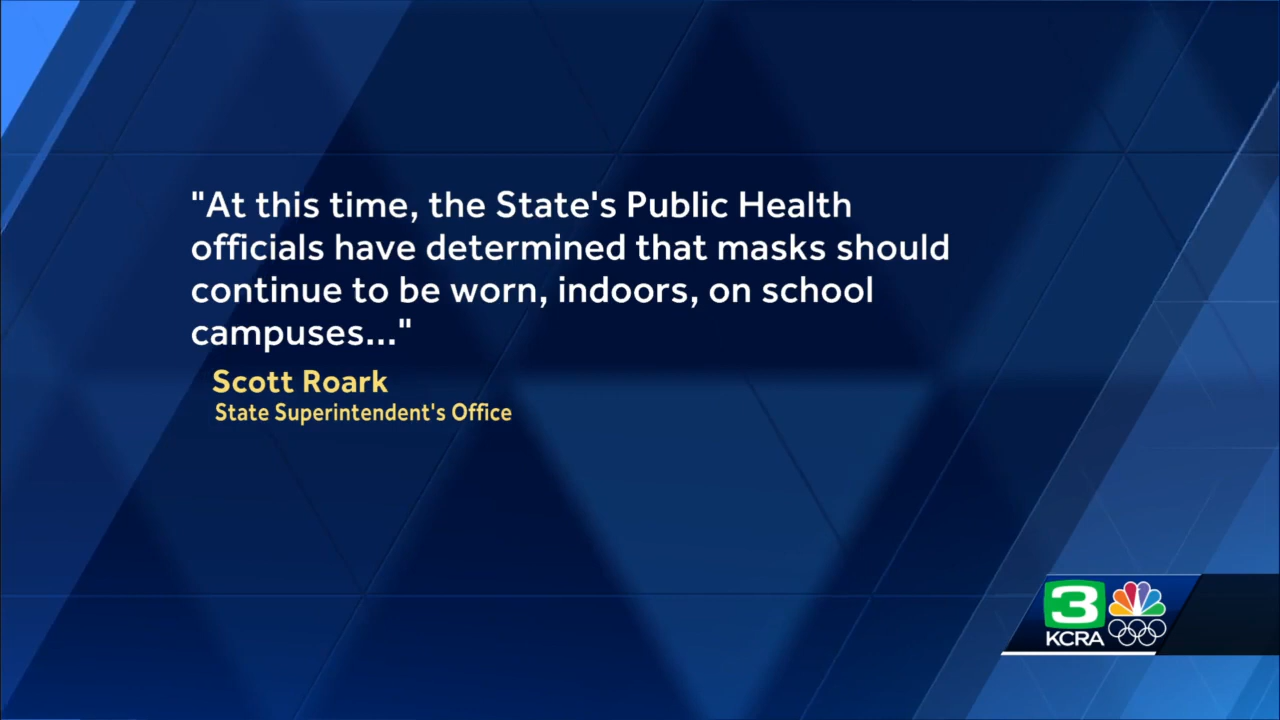 "At this time, the State's Public Health
officials have determined that masks should
continue to be worn, indoors, on school
campuses..."
Scott Roark
State Superintendent's Office
3
KCRA